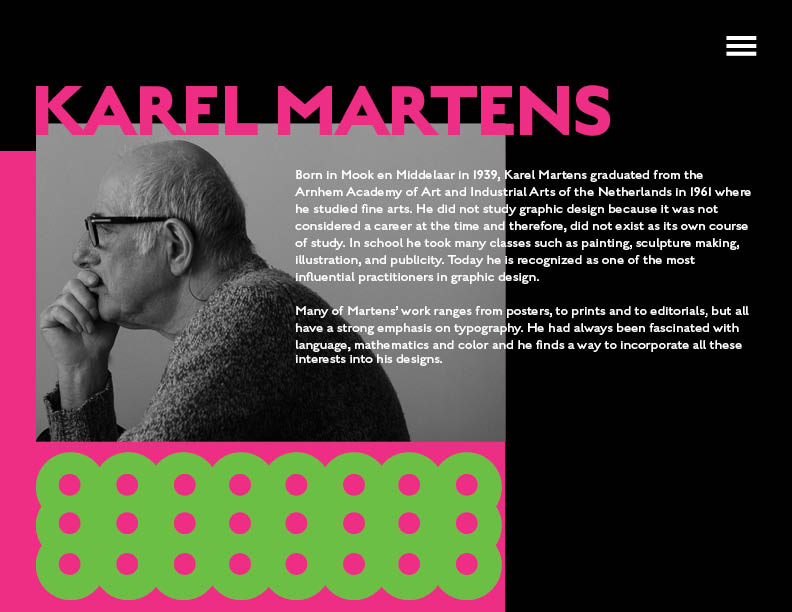 KAREL MARTENS
Born in Mook en Middelaar in 1939, Karel Martens graduated from the
Arnhem Academy of Art and Industrial Arts of the Netherlands in 1961 where
he studied fine arts. He did not study graphic design because it was not
considered a career at the time and therefore, did not exist as its own course
of study. In school he took many classes such as painting, sculpture making,
illustration, and publicity. Today he is recognized as one of the most
influential practitioners in graphic design.
Many of Martens' work ranges from posters, to prints and to editorials, but all
have a strong emphasis on typography. He had always been fascinated with
language, mathematics and color and he finds a way to incorporate all these
interests into his designs.